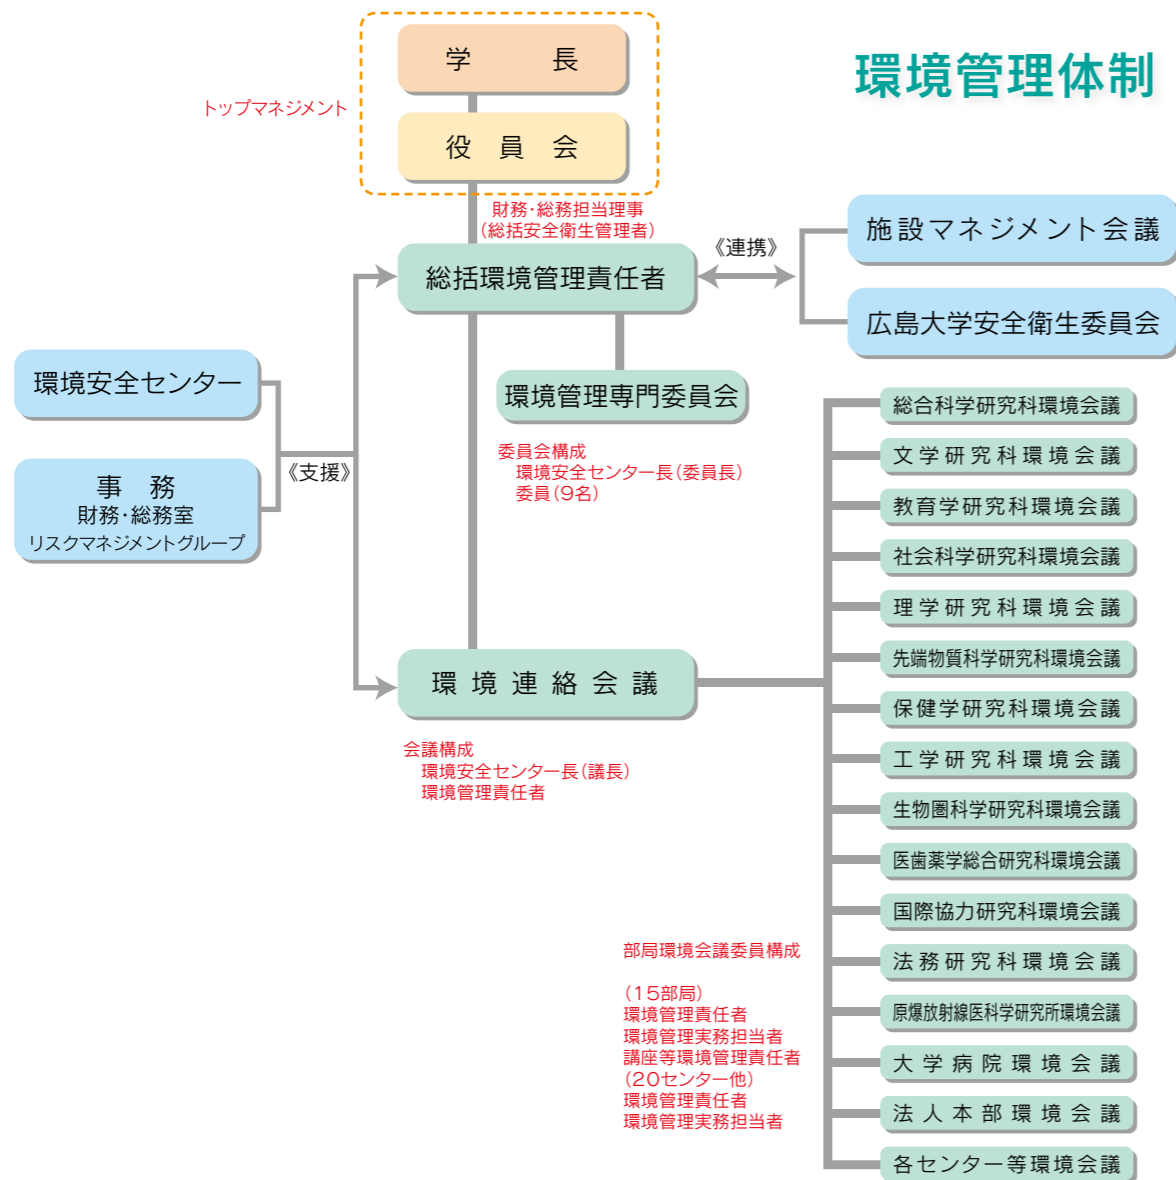 環境管理体制
学長
トップマネジメント
役員会
財務・総務担当理事
(総括安全衛生管理者)
総括環境管理責任者
《連携》
施設マネジメント会議
広島大学安全衛生委員会
環境安全センター
事務
財務・総務室
リスクマネジメントグループ
《支援》
環境管理専門委員会
委員会構成
環境安全センター長(委員長)
委員(9名)
環境連絡会議
会議構成
環境安全センター長(議長)
環境管理責任者
総合科学研究科環境会議
文学研究科環境会議
教育学研究科環境会議
社会科学研究科環境会議
理学研究科環境会議
先端物質科学研究科環境会議
保健学研究科環境会議
工学研究科環境会議
生物圏科学研究科環境会議
医歯薬学総合研究科環境会議
国際協力研究科環境会議
法務研究科環境会議
原爆放射線医科学研究所環境会議
大学病院環境会議
法人本部環境会議
各センター等環境会議
部局環境会議委員構成
(15部局)
環境管理責任者
環境管理実務担当者
講座等環境管理責任者
(20センター他)
環境管理責任者
環境管理実務担当者